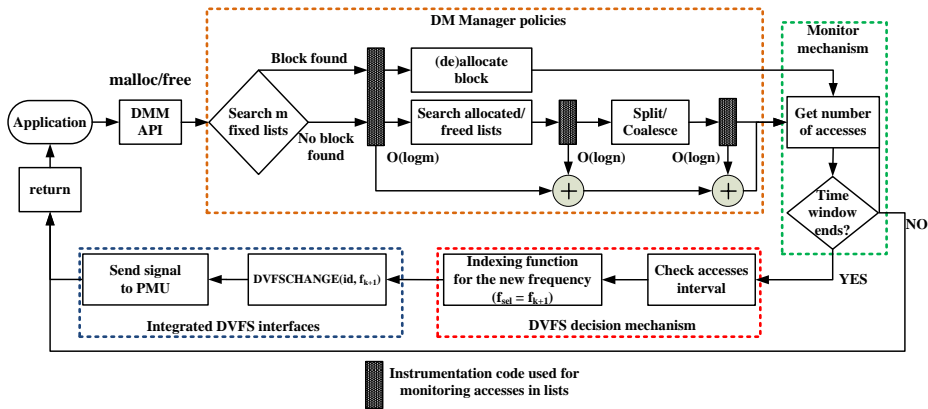 DM Manager policies
Monitor
mechanism
malloc/free
Block found
(de)allocate
block
Application
DMM
API
Search m
fixed lists
No block
found
Search allocated/
freed lists
Split/
Coalesce
Get number
of accesses
O(logm)
O(logn)
O(logn)
+
+
return
Time
window
ends?
NO
YES
Send signal
to PMU
DVFSCHANGE(id, fk+1)
Indexing function
for the new frequency
(fsel = fk+1)
Check accesses
interval
Integrated DVFS interfaces
DVFS decision mechanism
Instrumentation code used for
monitoring accesses in lists